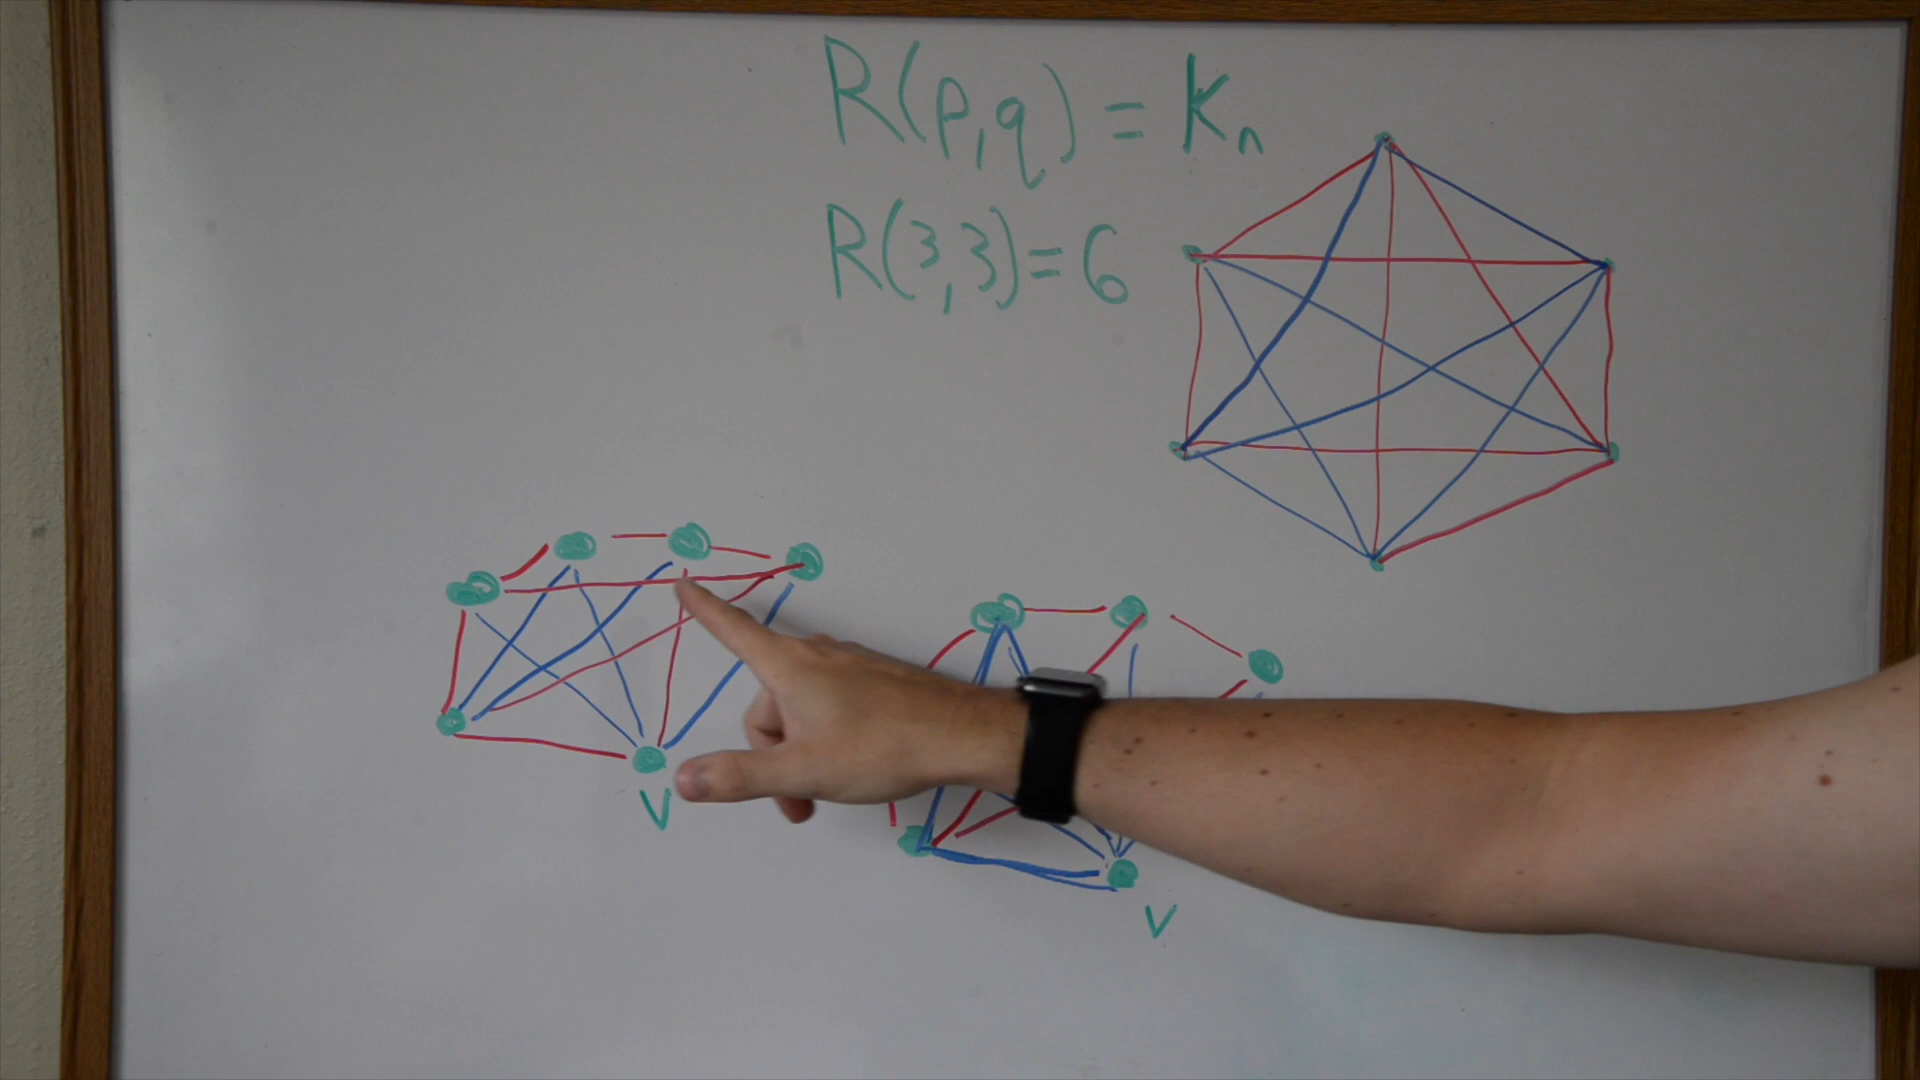 R(p,q) = Kn
R(3,3) = 6
V
V